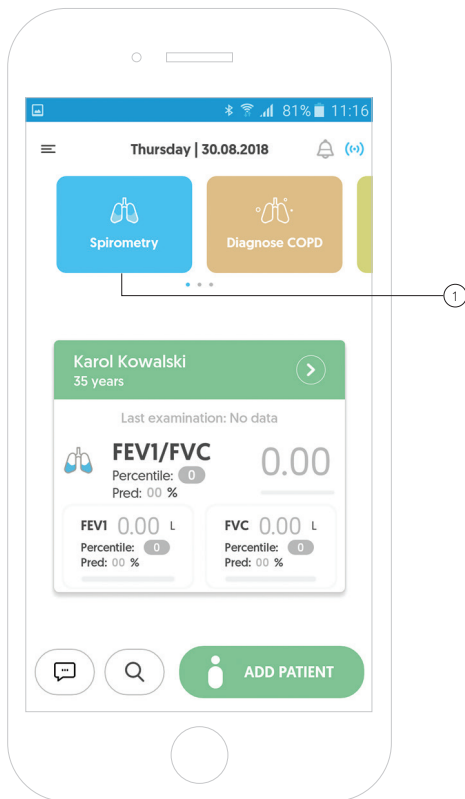 81% 11:16
Thursday | 30.08.2018
Spirometry
Diagnose COPD
1
Karol Kowalski
35 years
Last examination: No data
FEV1/FVC
0.00
Percentile: 0
Pred: 00 %
FEV1 0.00 L
Percentile: 0
Pred: 00 %
FVC 0.00 L
Percentile: 0
Pred: 00 %
ADD PATIENT